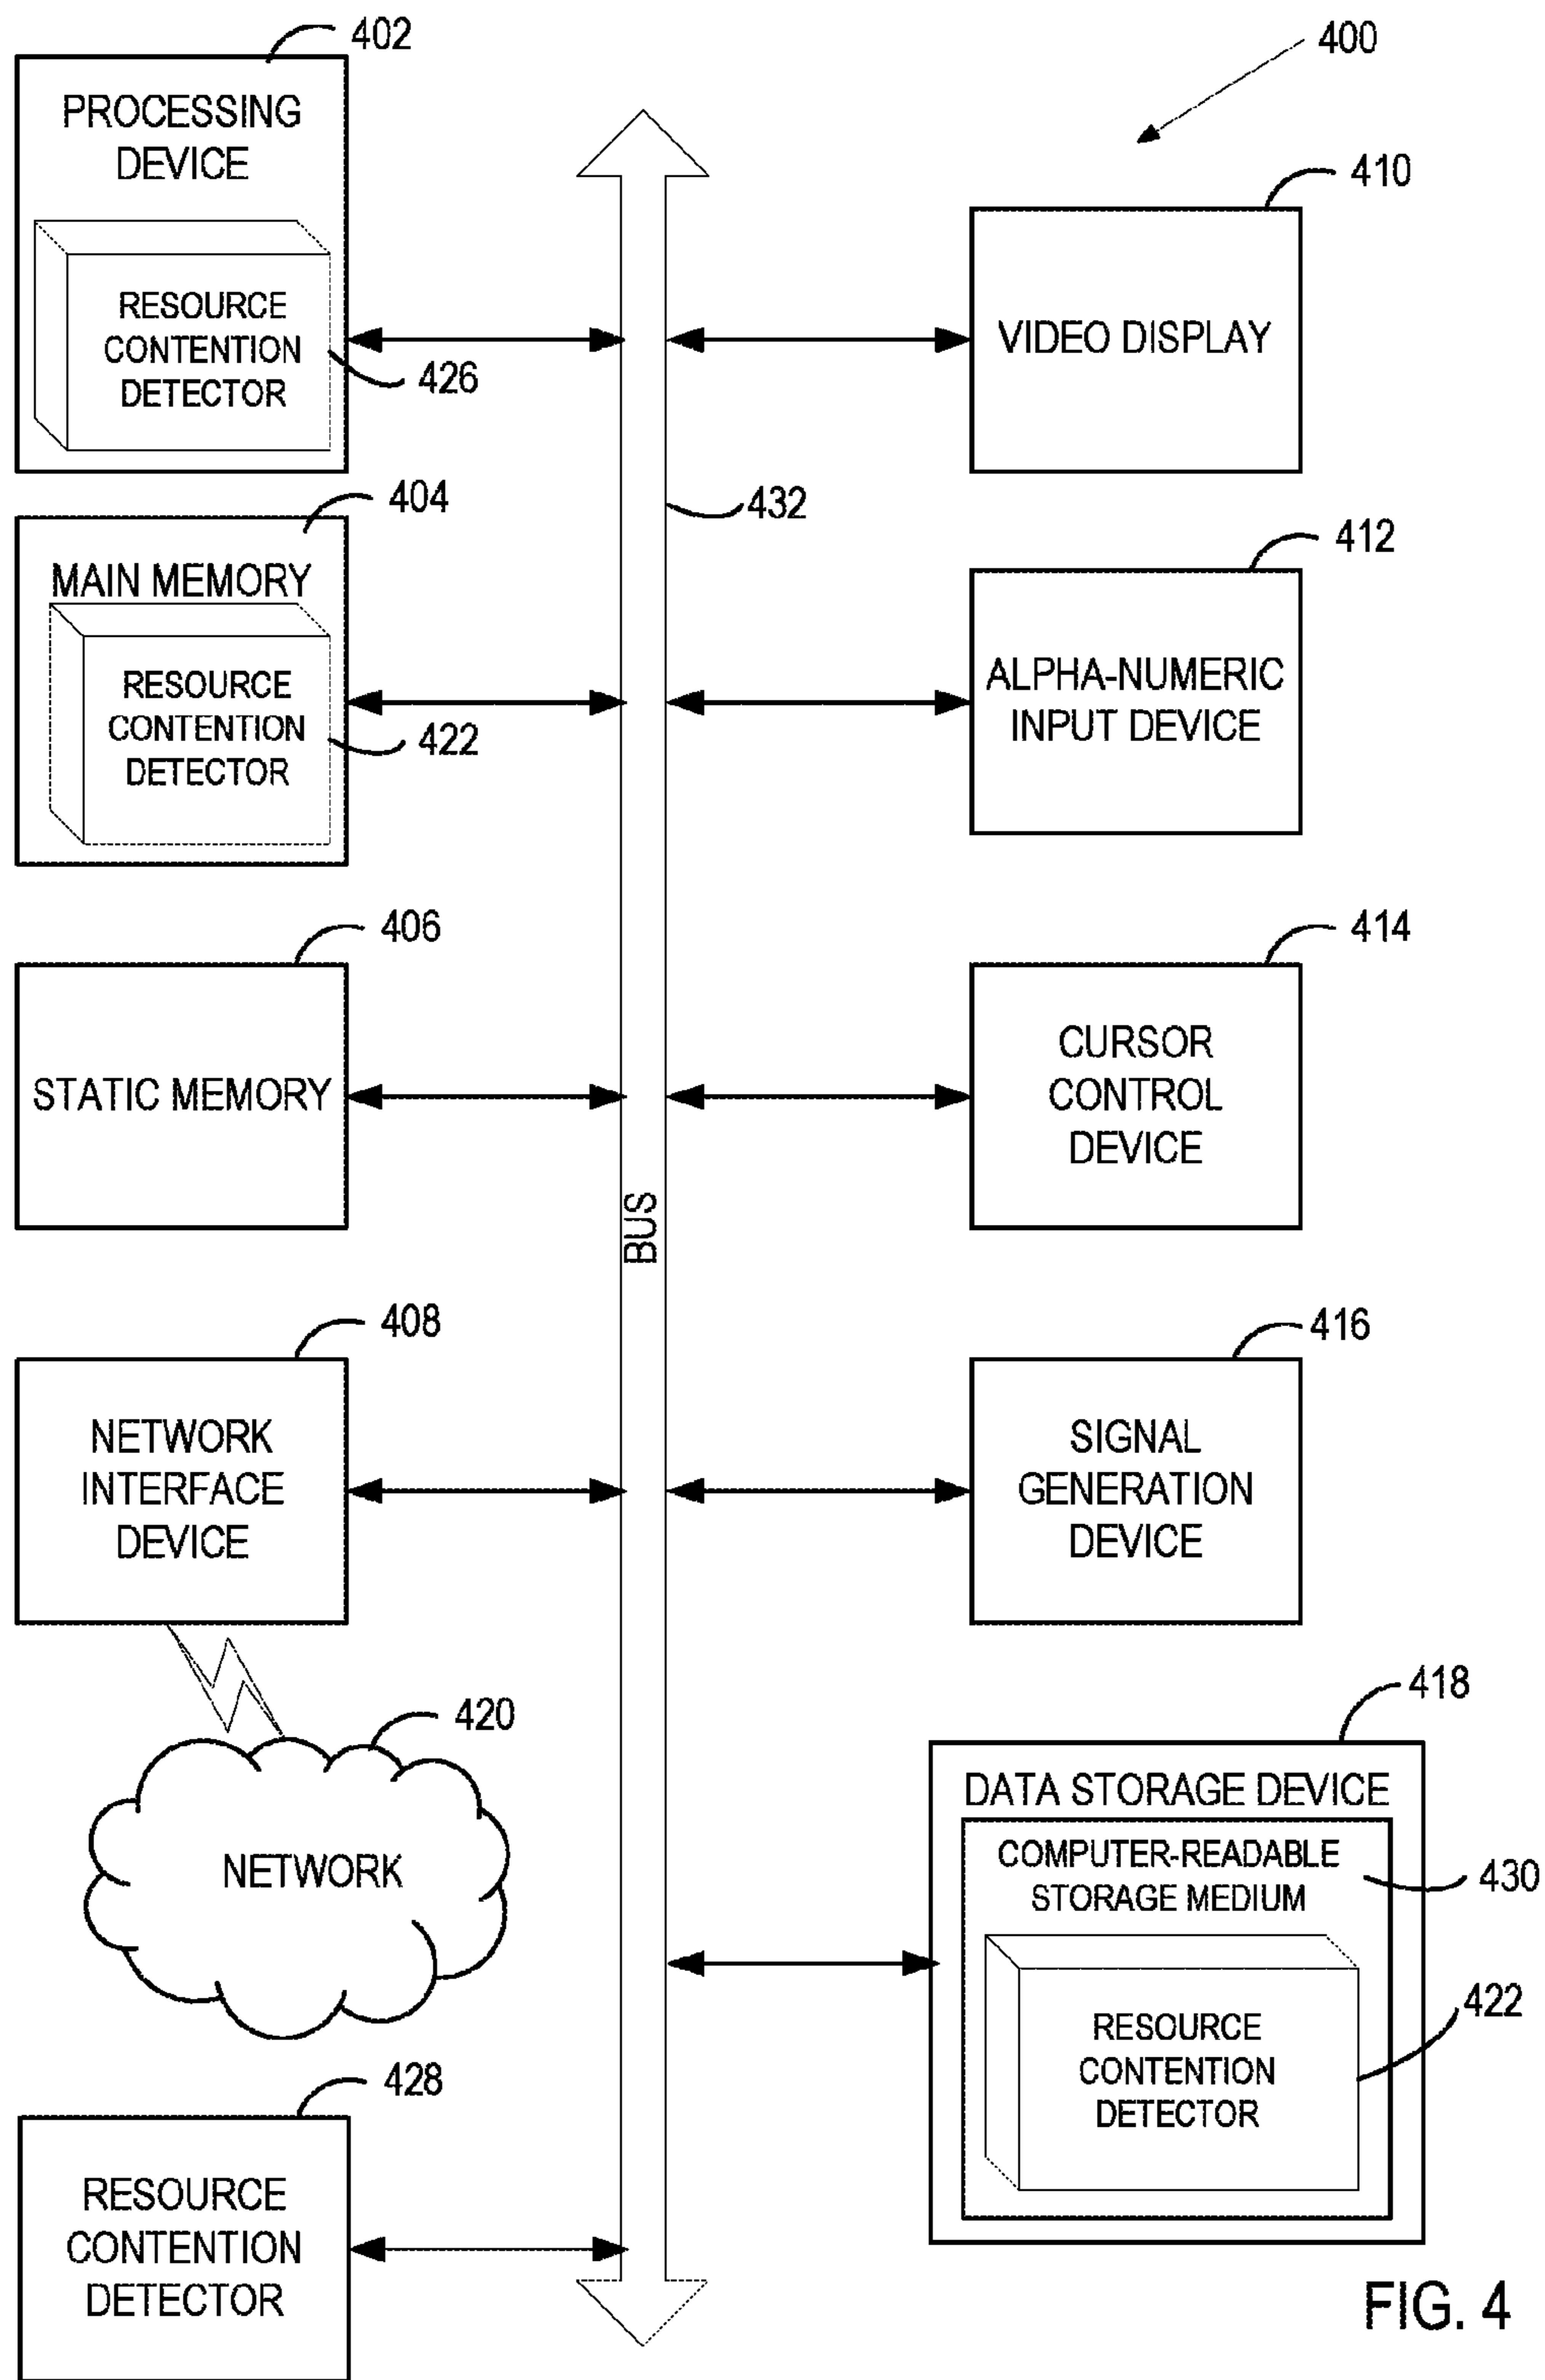 402
PROCESSING
DEVICE
RESOURCE
CONTENTION
DETECTOR
426
404
MAIN MEMORY
RESOURCE
CONTENTION
DETECTOR
422
406
STATIC MEMORY
408
NETWORK
INTERFACE
DEVICE
420
NETWORK
428
RESOURCE
CONTENTION
DETECTOR
432
BUS
400
410
VIDEO DISPLAY
412
ALPHA-NUMERIC
INPUT DEVICE
414
CURSOR
CONTROL
DEVICE
416
SIGNAL
GENERATION
DEVICE
418
DATA STORAGE DEVICE
COMPUTER-READABLE
STORAGE MEDIUM
430
RESOURCE
CONTENTION
DETECTOR
422
FIG. 4